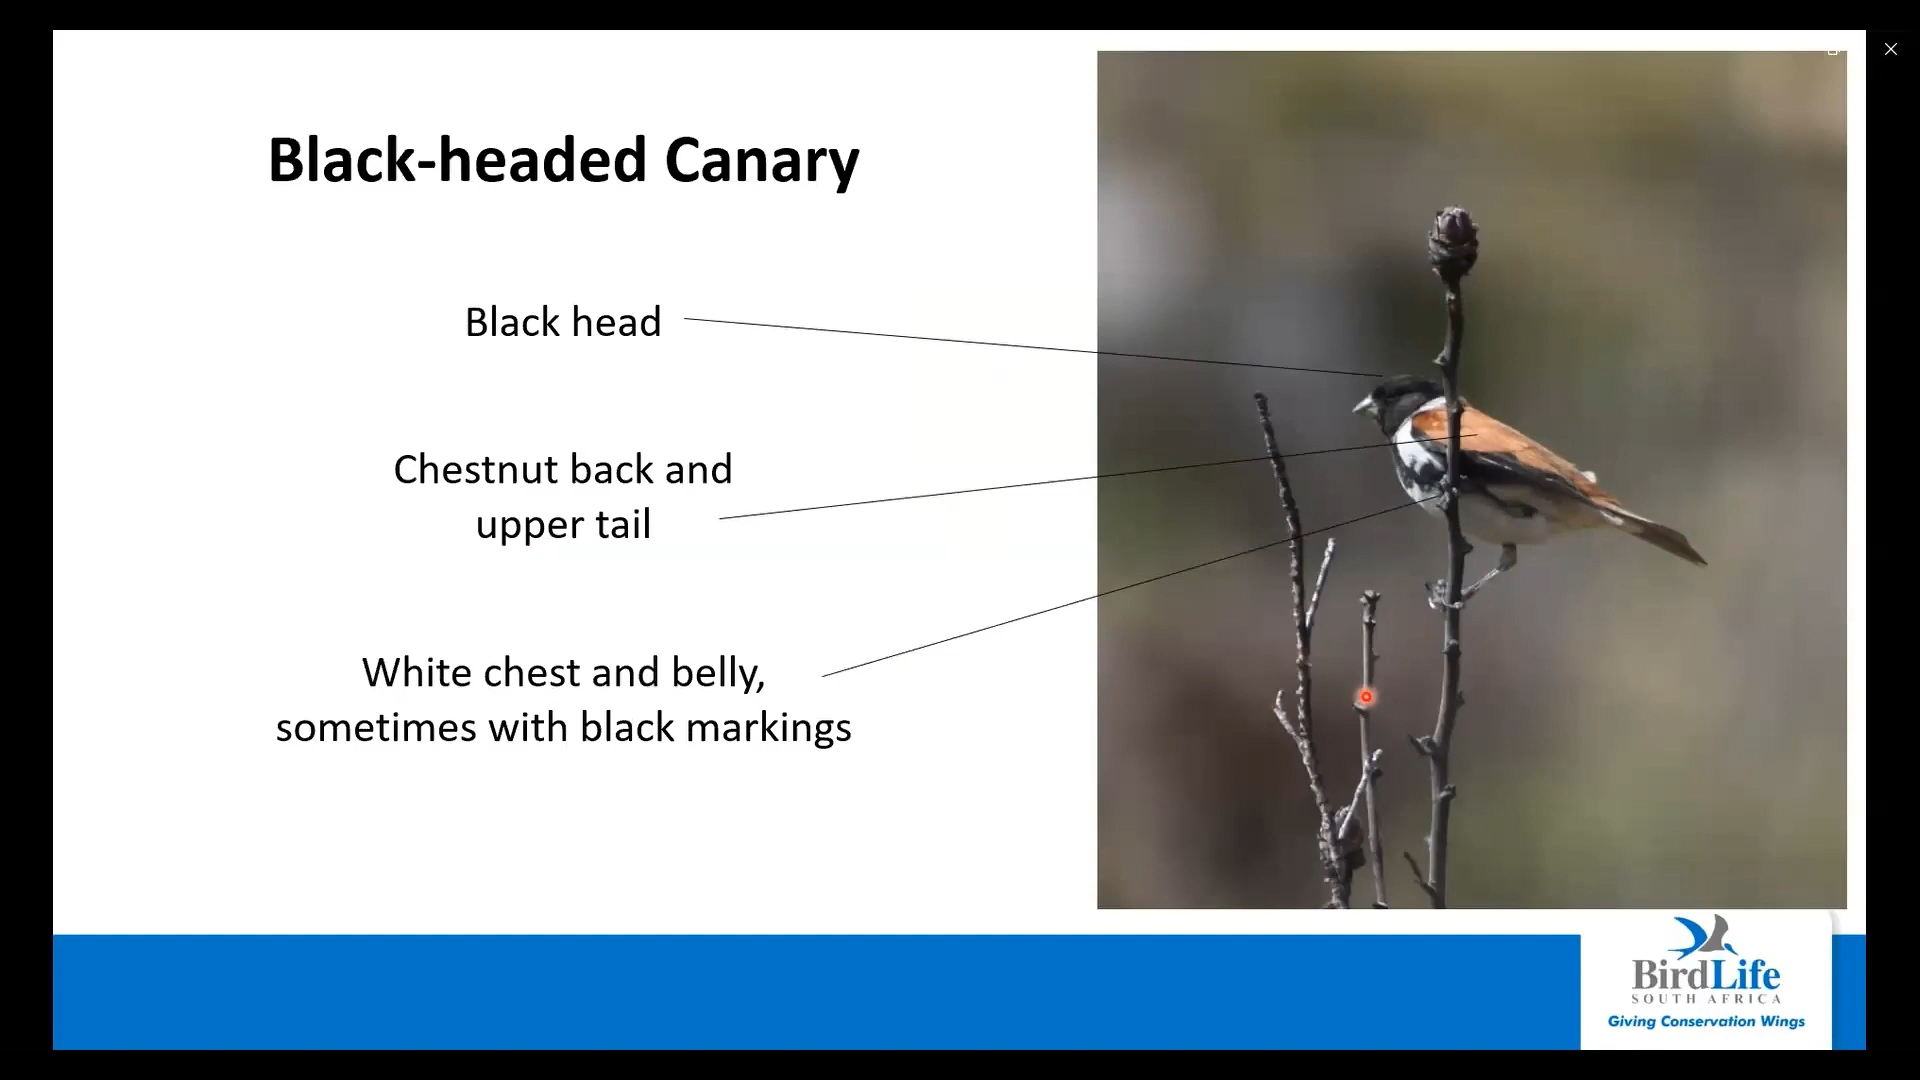 Black-headed Canary
Black head
Chestnut back and
upper tail
White chest and belly,
sometimes with black markings
BirdLife
SOUTH AFRICA
Giving Conservation Wings